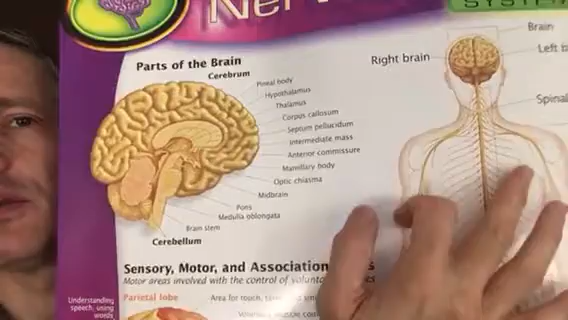 Ner
SYSTEM
Parts of the Brain
Cerebrum
Pineal body
Hypothalamus
Thalamus
Corpus callosum
Septum pellucidum
Intermediate mass
Anterior commissure
Mamillary body
Optic chiasma
Midbrain
Pons
Medulla oblongata
Brain stem
Cerebellum
Right brain
Brain
Left
Spinal
Sensory, Motor, and Association
Motor areas involved with the control of
Understanding
speech, using
words
Parietal lobe
Area for touch,